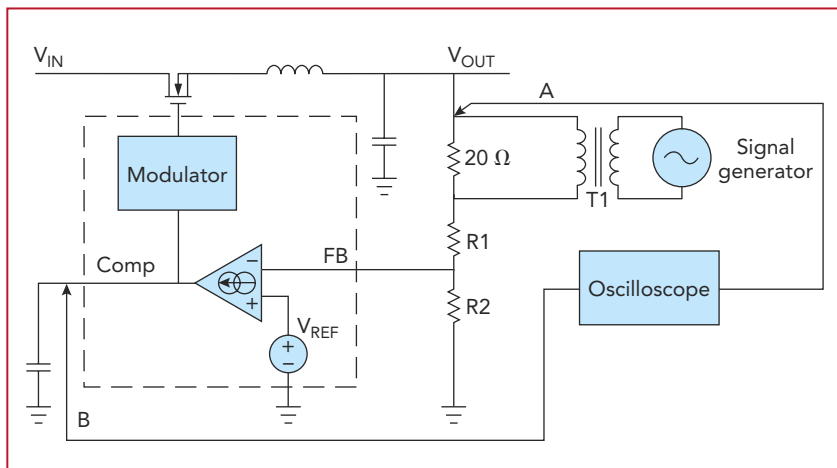 V_IN
V_OUT
A
20 Ω
Signal
generator
T1
Modulator
R1
Comp
FB
−
+
Oscilloscope
R2
V_REF
+
−
B